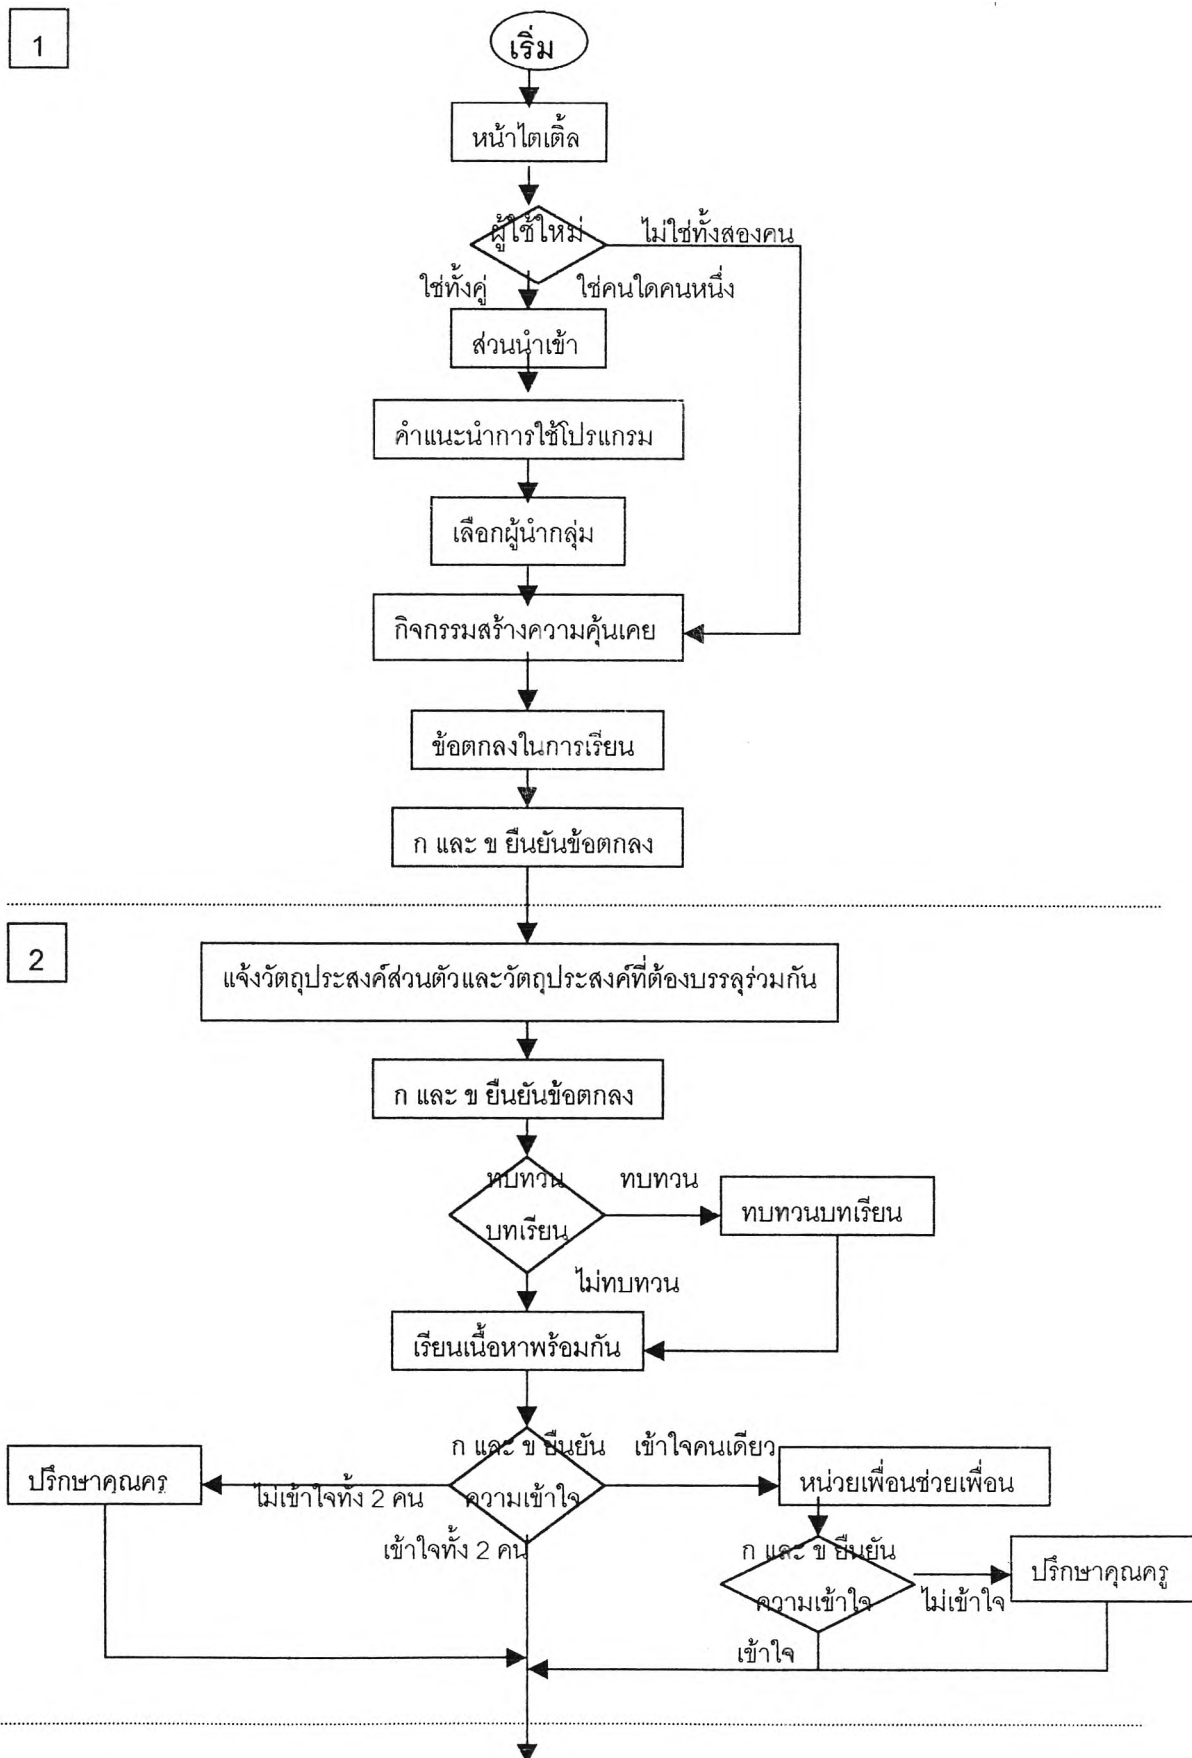 1
เริ่ม
หน้าไตเติ้ล
ผู้ใช้ใหม่
ไม่ใช่ทั้งสองคน
ใช่ทั้งคู่
ใช่คนใดคนหนึ่ง
ส่วนนำเข้า
คำแนะนำการใช้โปรแกรม
เลือกผู้นำกลุ่ม
กิจกรรมสร้างความคุ้นเคย
ข้อตกลงในการเรียน
ก และ ข ยืนยันข้อตกลง
2
แจ้งวัตถุประสงค์ส่วนตัวและวัตถุประสงค์ที่ต้องบรรลุร่วมกัน
ก และ ข ยืนยันข้อตกลง
ทบทวน
บทเรียน
ทบทวน
ทบทวนบทเรียน
ไม่ทบทวน
เรียนเนื้อหาพร้อมกัน
ก และ ข ยืนยัน
ความเข้าใจ
เข้าใจคนเดียว
หน่วยเพื่อนช่วยเพื่อน
ปรึกษาคุณครู
ไม่เข้าใจทั้ง 2 คน
เข้าใจทั้ง 2 คน
ก และ ข ยืนยัน
ความเข้าใจ
ไม่เข้าใจ
ปรึกษาคุณครู
เข้าใจ